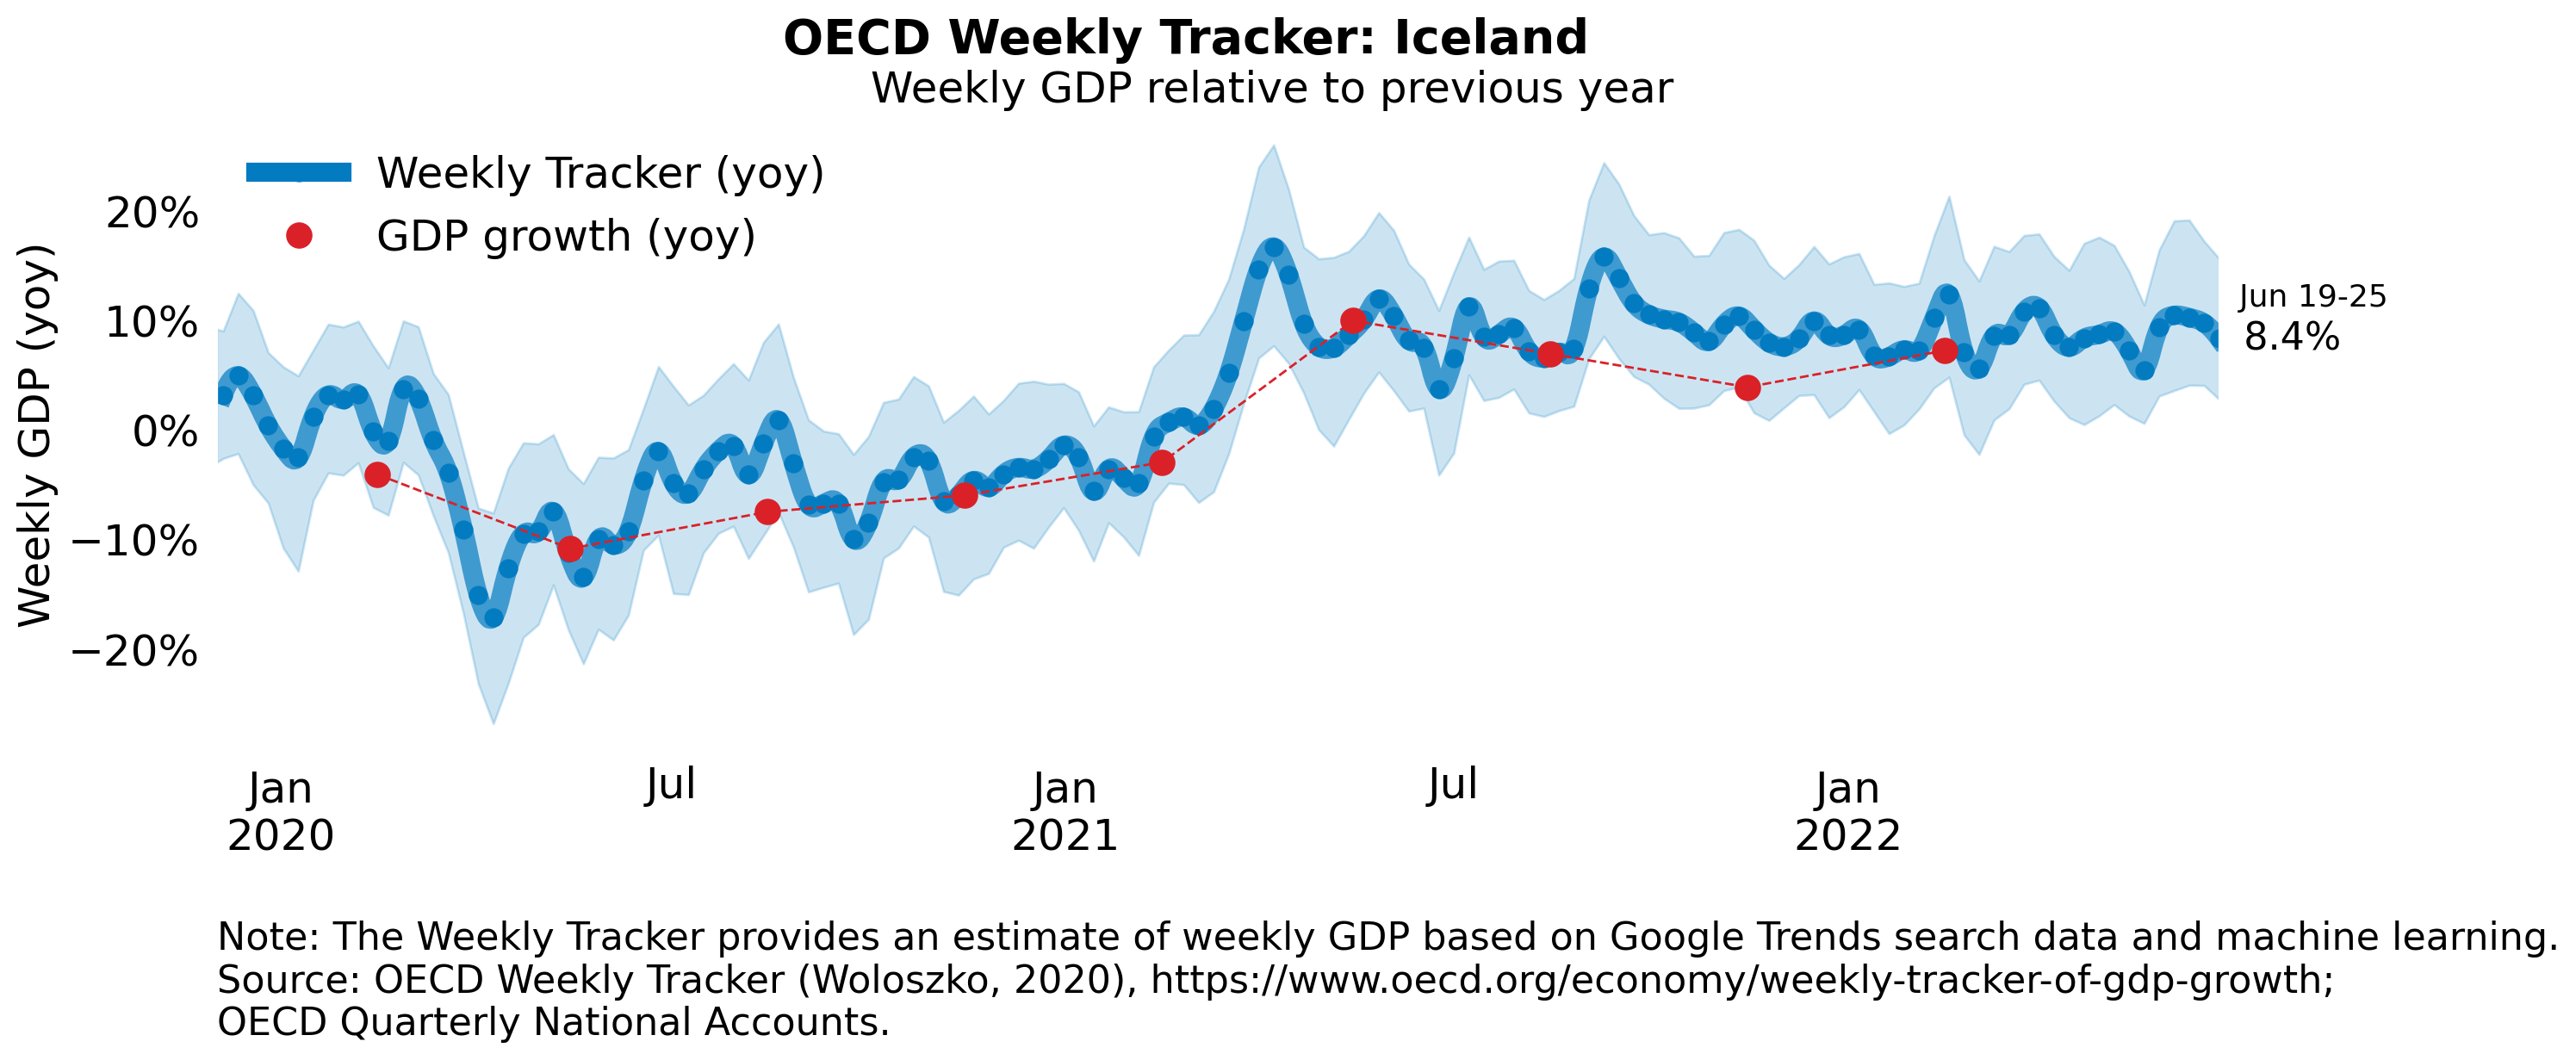 OECD Weekly Tracker: Iceland
Weekly GDP relative to previous year
Weekly Tracker (yoy)
GDP growth (yoy)
Weekly GDP (yoy)
20%
10%
0%
−10%
−20%
Jun 19-25
8.4%
Jan
2020
Jul
Jan
2021
Jul
Jan
2022
Note: The Weekly Tracker provides an estimate of weekly GDP based on Google Trends search data and machine learning.
Source: OECD Weekly Tracker (Woloszko, 2020), https://www.oecd.org/economy/weekly-tracker-of-gdp-growth;
OECD Quarterly National Accounts.